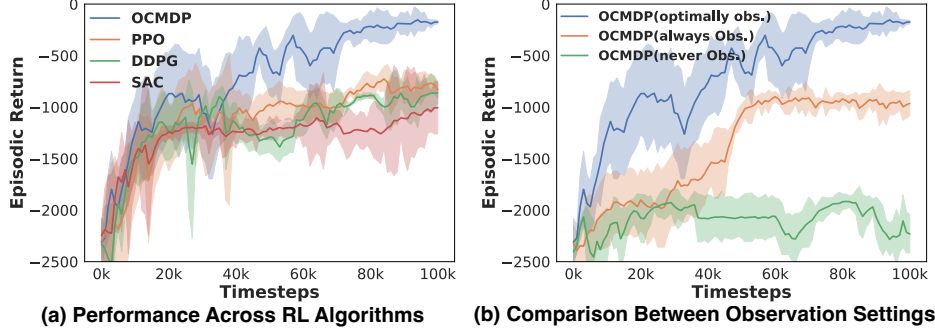 0
−500
−1000
−1500
−2000
−2500
Episodic Return
OCMDP
PPO
DDPG
SAC
0k 20k 40k 60k 80k 100k
Timesteps
(a) Performance Across RL Algorithms
0
−500
−1000
−1500
−2000
−2500
Episodic Return
OCMDP(optimally obs.)
OCMDP(always Obs.)
OCMDP(never Obs.)
0k 20k 40k 60k 80k 100k
Timesteps
(b) Comparison Between Observation Settings